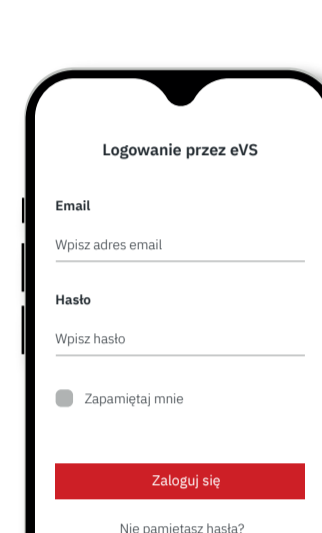 Logowanie przez eVS
Email
Wpisz adres email
Hasło
Wpisz hasło
Zapamiętaj mnie
Zaloguj się
Nie pamiętasz hasła?